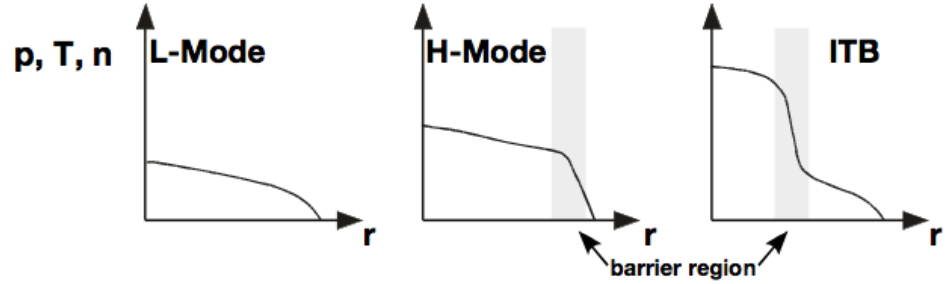 p, T, n
L-Mode
H-Mode
ITB
r
r
r
barrier region